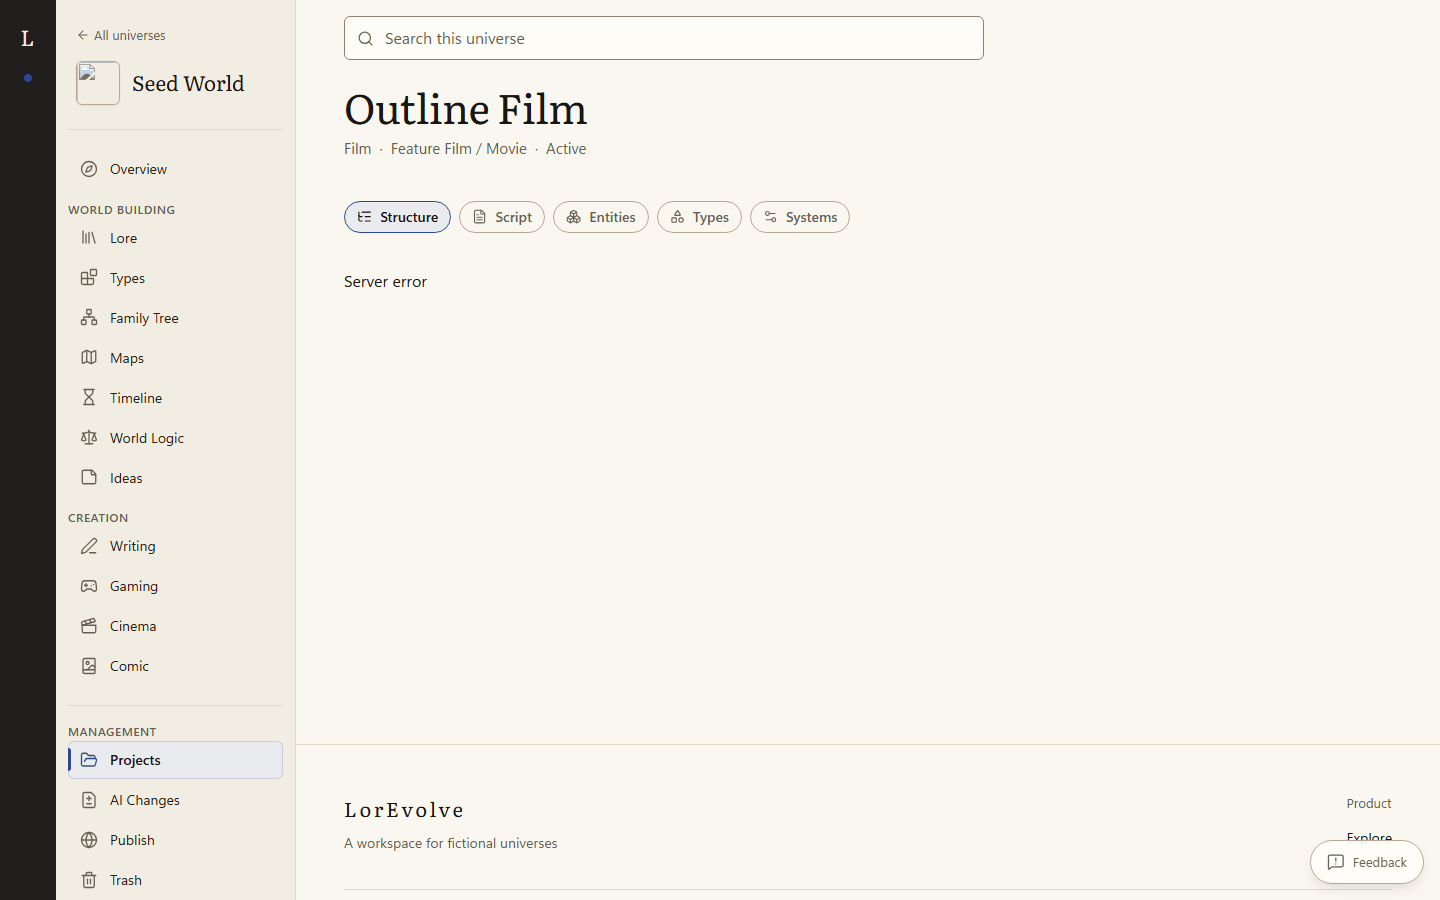 L
All universes
Seed World
Overview
WORLD BUILDING
Lore
Types
Family Tree
Maps
Timeline
World Logic
Ideas
CREATION
Writing
Gaming
Cinema
Comic
MANAGEMENT
Projects
AI Changes
Publish
Trash
Search this universe
Outline Film
Film · Feature Film / Movie · Active
Structure Script Entities Types Systems
Server error
LorEvolve
A workspace for fictional universes
Product
Explore
Feedback